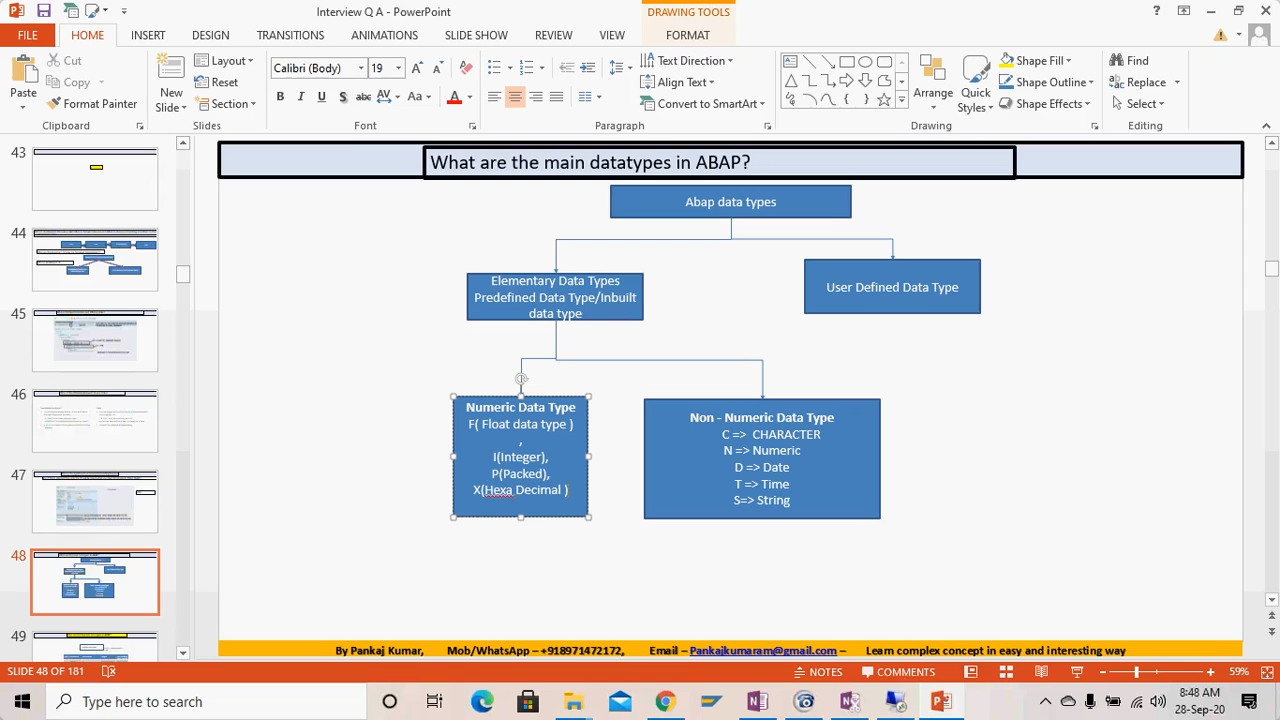 Interview Q A - PowerPoint
DRAWING TOOLS
FILE
HOME
INSERT
DESIGN
TRANSITIONS
ANIMATIONS
SLIDE SHOW
REVIEW
VIEW
FORMAT
Paste
Cut
Copy
Format Painter
Clipboard
New
Slide
Layout
Reset
Section
Slides
Calibri (Body)
19
Font
Text Direction
Align Text
Convert to SmartArt
Paragraph
Arrange
Quick
Styles
Shape Fill
Shape Outline
Shape Effects
Drawing
Find
Replace
Select
Editing
43
44
45
46
47
48
49
What are the main datatypes in ABAP?
Abap data types
Elementary Data Types
Predefined Data Type/Inbuilt
data type
User Defined Data Type
Numeric Data Type
F( Float data type )
,
I(Integer),
P(Packed),
X(Hexa Decimal )
Non - Numeric Data Type
C => CHARACTER
N => Numeric
D => Date
T => Time
S=> String
By Pankaj Kumar, Mob/WhatsApp – +918971472172, Email – Pankajkumaram@gmail.com – Learn complex concept in easy and interesting way
SLIDE 48 OF 181
NOTES
COMMENTS
59%
Type here to search
8:48 AM
28-Sep-20